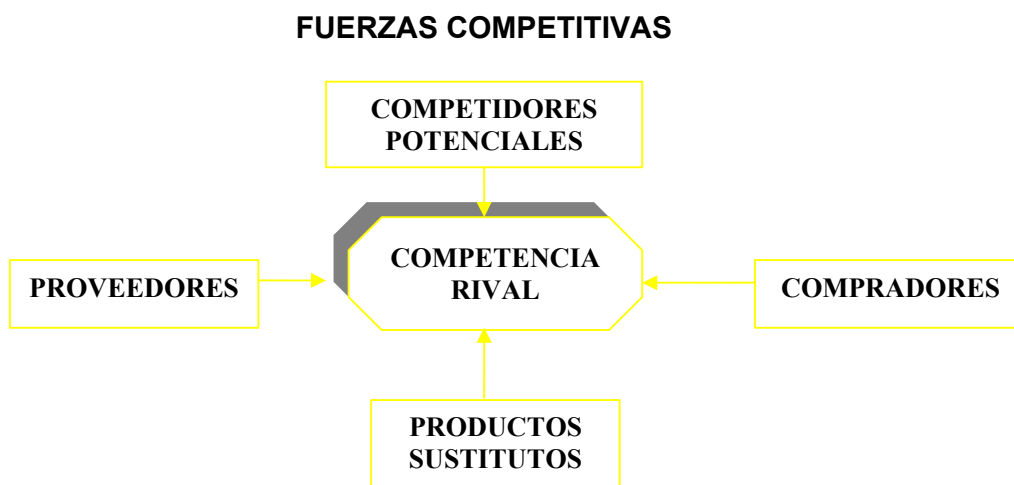 FUERZAS COMPETITIVAS
COMPETIDORES
POTENCIALES
COMPETENCIA
RIVAL
PROVEEDORES
COMPRADORES
PRODUCTOS
SUSTITUTOS